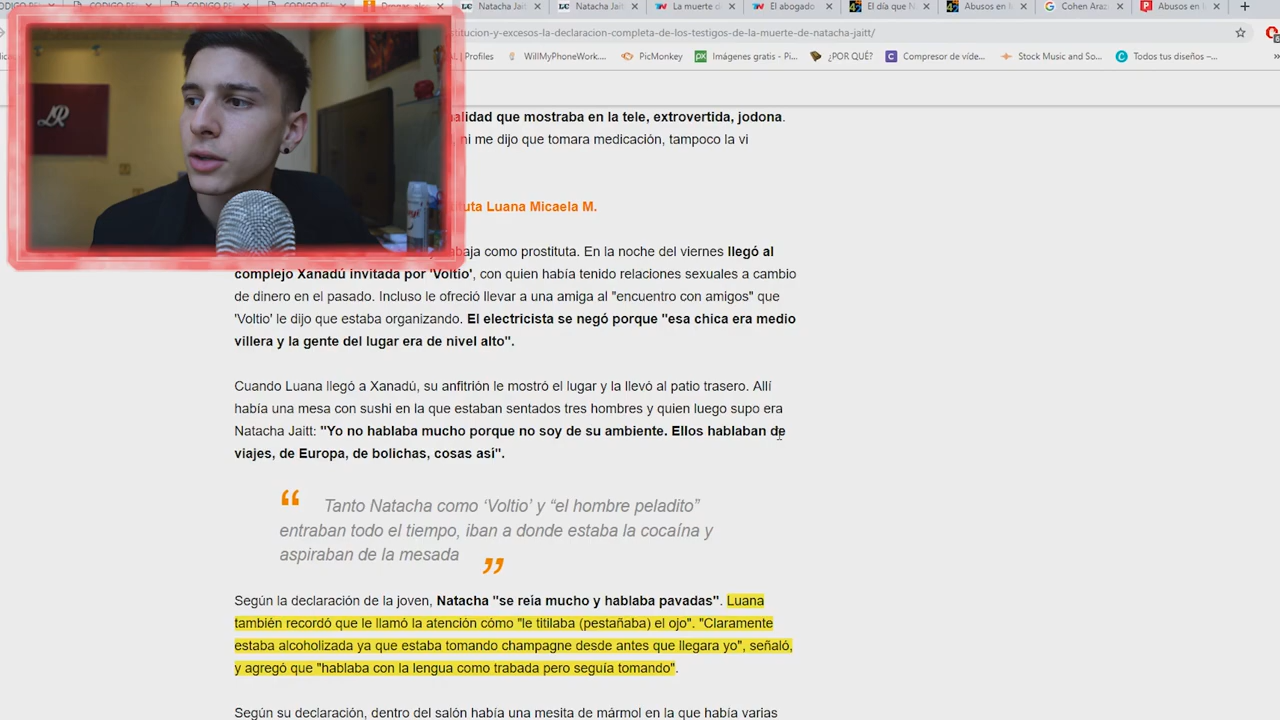 CODIGO PE
CODIGO PE
CODIGO PE
Drogas, alco
Natacha Jait
Natacha Jait
La muerte d
El abogado
El día que N
Abusos en M
Cohen Araz
Abusos en l
stitucion-y-excesos-la-declaracion-completa-de-los-testigos-de-la-muerte-de-natacha-jaitt/
AL | Profiles
WillMyPhoneWork....
PicMonkey
Imágenes gratis - Pi...
¿POR QUÉ?
Compresor de víde...
Stock Music and So...
Todos tus diseños –...
LR
nalidad que mostraba en la tele, extrovertida, jodona.
, ni me dijo que tomara medicación, tampoco la vi
tuta Luana Micaela M.
abaja como prostituta. En la noche del viernes llegó al
complejo Xanadú invitada por 'Voltio', con quien había tenido relaciones sexuales a cambio
de dinero en el pasado. Incluso le ofreció llevar a una amiga al "encuentro con amigos" que
'Voltio' le dijo que estaba organizando. El electricista se negó porque "esa chica era medio
villera y la gente del lugar era de nivel alto".
Cuando Luana llegó a Xanadú, su anfitrión le mostró el lugar y la llevó al patio trasero. Allí
había una mesa con sushi en la que estaban sentados tres hombres y quien luego supo era
Natacha Jaitt: "Yo no hablaba mucho porque no soy de su ambiente. Ellos hablaban de
viajes, de Europa, de bolichas, cosas así".
“ Tanto Natacha como ‘Voltio’ y “el hombre peladito”
entraban todo el tiempo, iban a donde estaba la cocaína y
aspiraban de la mesada ”
Según la declaración de la joven, Natacha "se reía mucho y hablaba pavadas". Luana
también recordó que le llamó la atención cómo "le titilaba (pestañaba) el ojo". "Claramente
estaba alcoholizada ya que estaba tomando champagne desde antes que llegara yo", señaló,
y agregó que "hablaba con la lengua como trabada pero seguía tomando".
Según su declaración, dentro del salón había una mesita de mármol en la que había varias